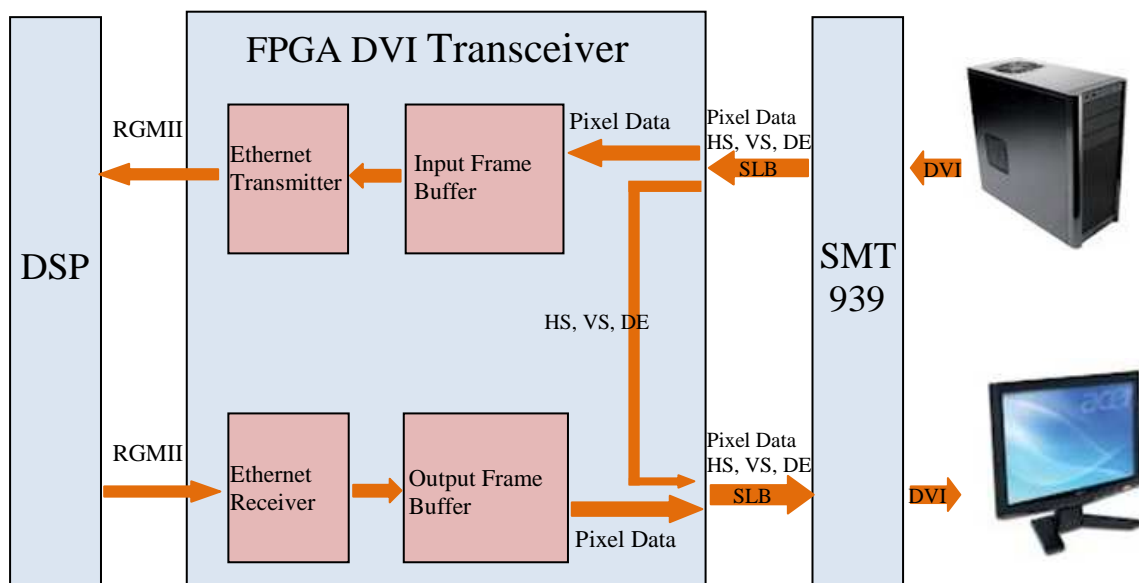 FPGA DVI Transceiver
RGMII
Ethernet
Transmitter
Input Frame
Buffer
Pixel Data
Pixel Data
HS, VS, DE
SLB
DVI
DSP
SMT
939
HS, VS, DE
RGMII
Ethernet
Receiver
Output Frame
Buffer
Pixel Data
Pixel Data
HS, VS, DE
SLB
DVI
acer